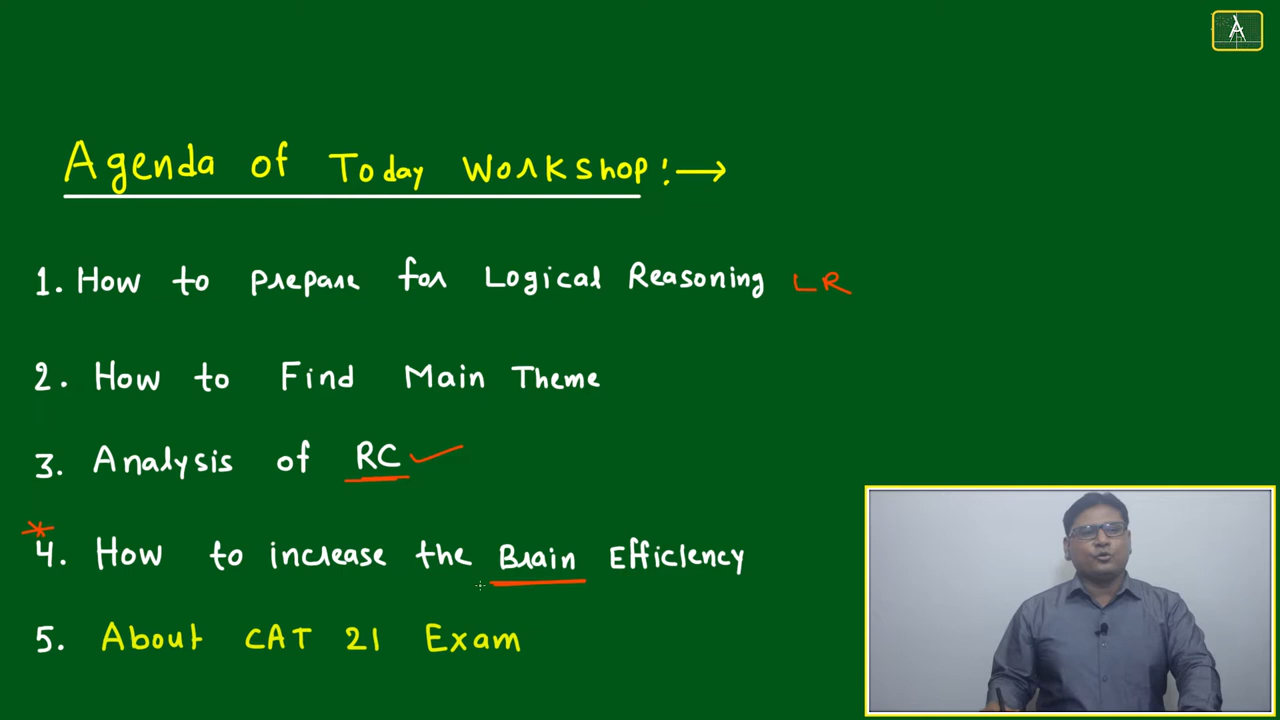 Agenda of Today Workshop!→
1. How to prepare for Logical Reasoning LR
2. How to Find Main Theme
3. Analysis of RC ✓
* 4. How to increase the Brain Efficiency
5. About CAT 21 Exam